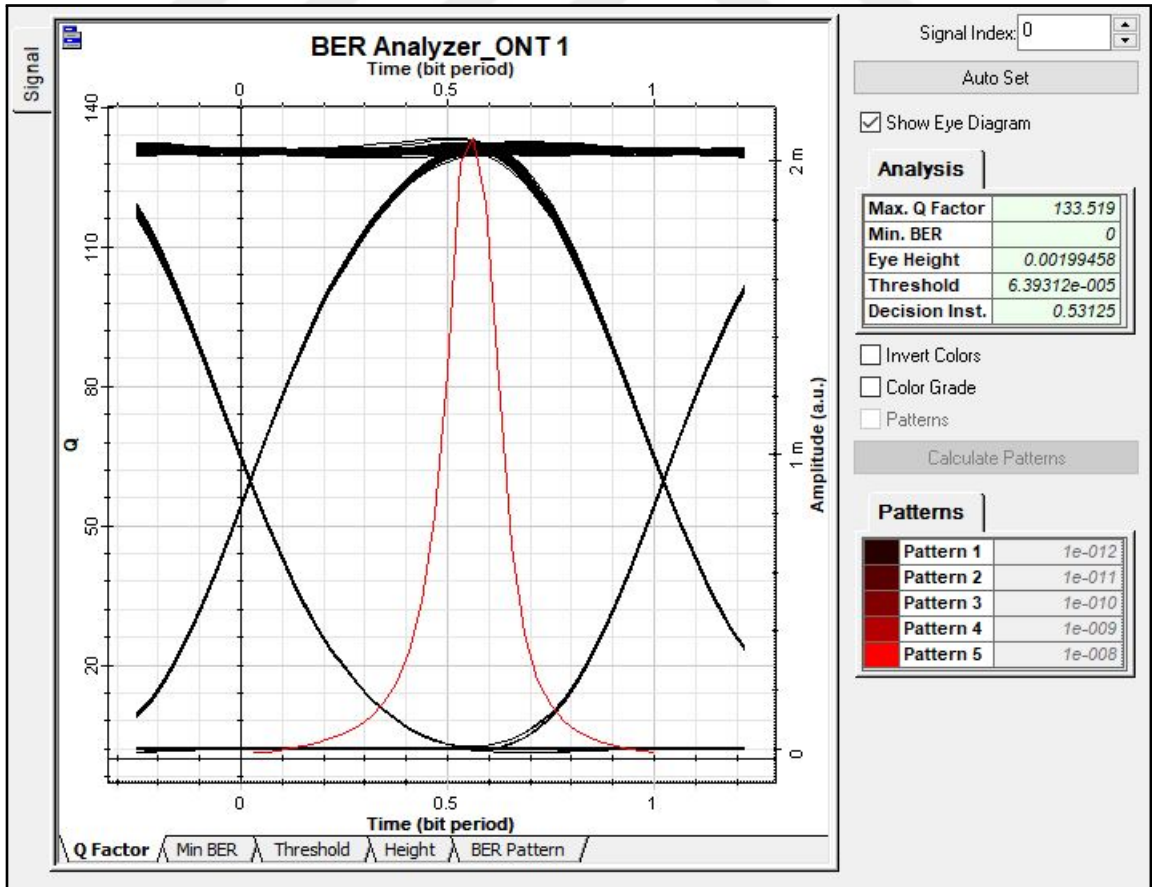 Signal
BER Analyzer_ONT 1
Time (bit period)
0 0.5 1
140
110
80
50
20
Q
2 m
1 m
0
Amplitude (a.u.)
0 0.5 1
Time (bit period)
Q Factor Min BER Threshold Height BER Pattern
Signal Index: 0
Auto Set
Show Eye Diagram
Analysis
Max. Q Factor 133.519
Min. BER 0
Eye Height 0.00199458
Threshold 6.39312e-005
Decision Inst. 0.53125
Invert Colors
Color Grade
Patterns
Calculate Patterns
Patterns
Pattern 1 1e-012
Pattern 2 1e-011
Pattern 3 1e-010
Pattern 4 1e-009
Pattern 5 1e-008